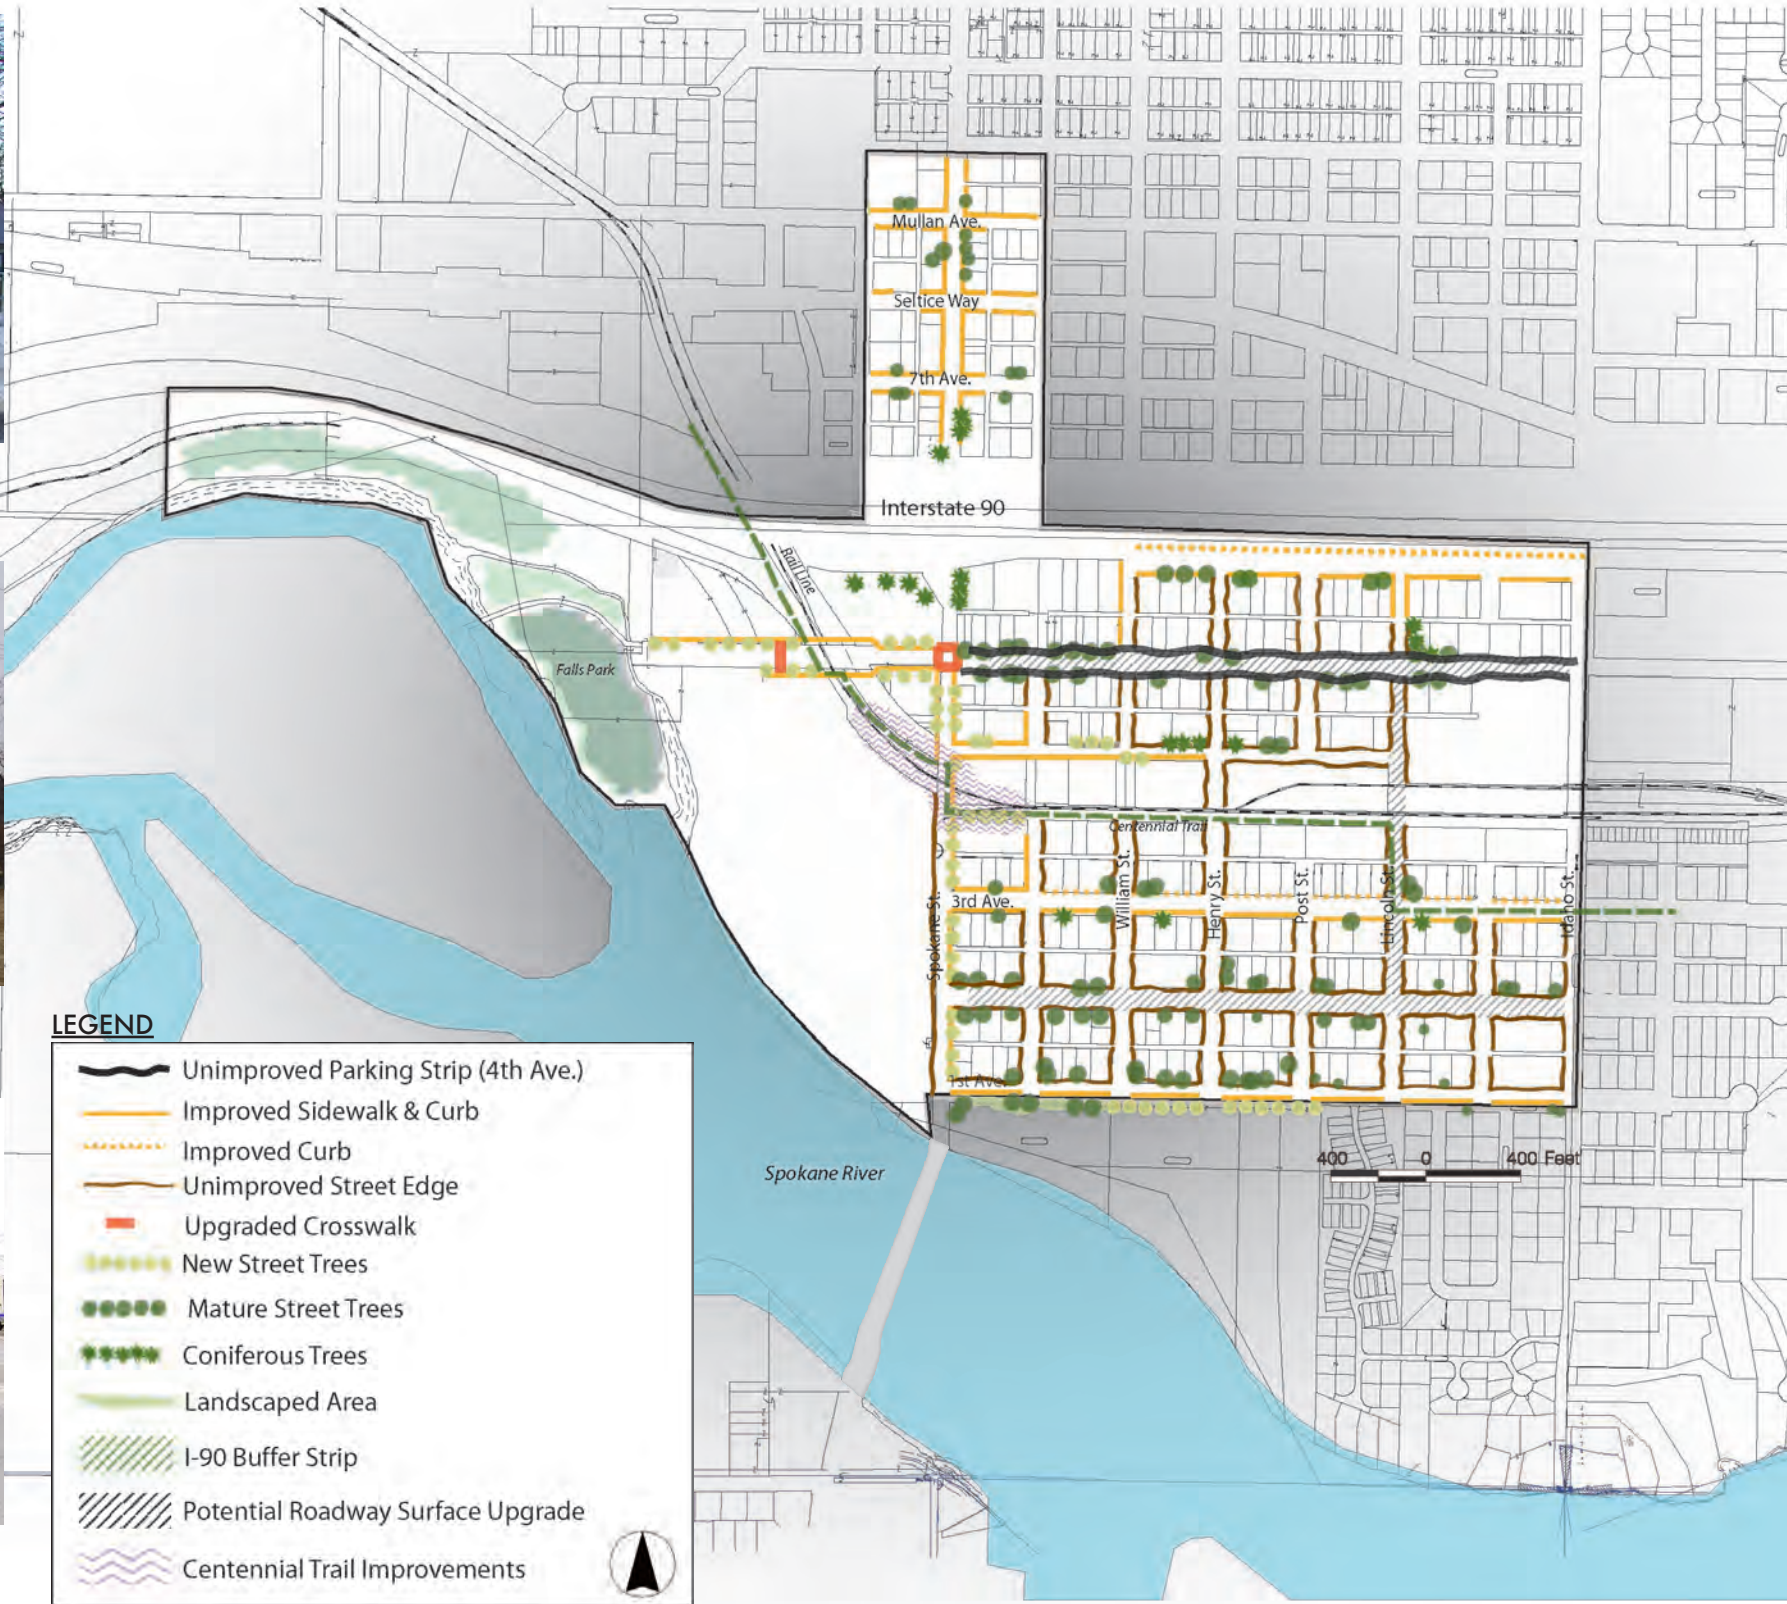 Mullan Ave.
Seltice Way
7th Ave.
Interstate 90
Rail Line
Falls Park
Centennial Trail
William St.
Henry St.
Post St.
Lincoln St.
Idaho St.
3rd Ave.
Spokane St.
1st Ave.
400 0 400 Feet
Spokane River
LEGEND
Unimproved Parking Strip (4th Ave.)
Improved Sidewalk & Curb
Improved Curb
Unimproved Street Edge
Upgraded Crosswalk
New Street Trees
Mature Street Trees
Coniferous Trees
Landscaped Area
I-90 Buffer Strip
Potential Roadway Surface Upgrade
Centennial Trail Improvements